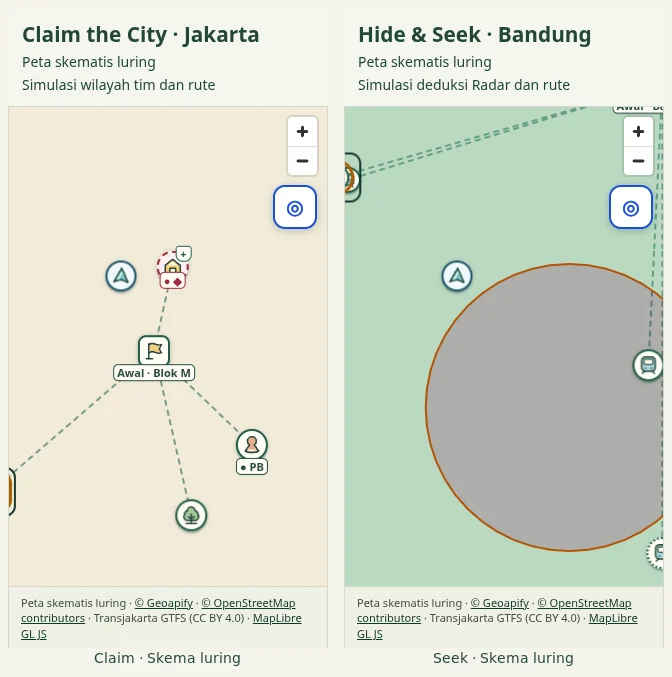 Claim the City · Jakarta
Peta skematis luring
Simulasi wilayah tim dan rute
+
−
+
● ◆
Awal · Blok M
● PB
Peta skematis luring · © Geoapify · © OpenStreetMap
contributors · Transjakarta GTFS (CC BY 4.0) · MapLibre
GL JS
Claim · Skema luring
Hide & Seek · Bandung
Peta skematis luring
Simulasi deduksi Radar dan rute
+
−
Peta skematis luring · © Geoapify · © OpenStreetMap
contributors · Transjakarta GTFS (CC BY 4.0) · MapLibre
GL JS
Seek · Skema luring